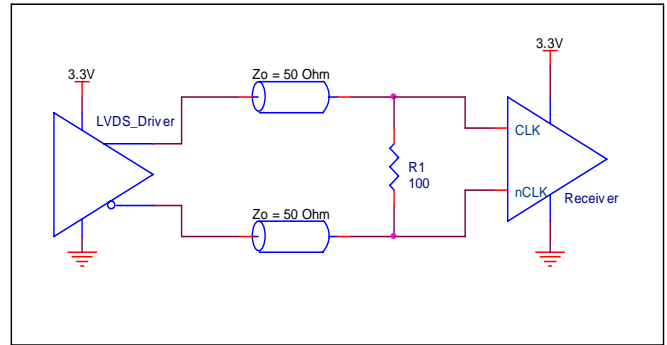 3.3V
LVDS_Driver
Zo = 50 Ohm
R1
100
Zo = 50 Ohm
3.3V
CLK
nCLK
Receiver